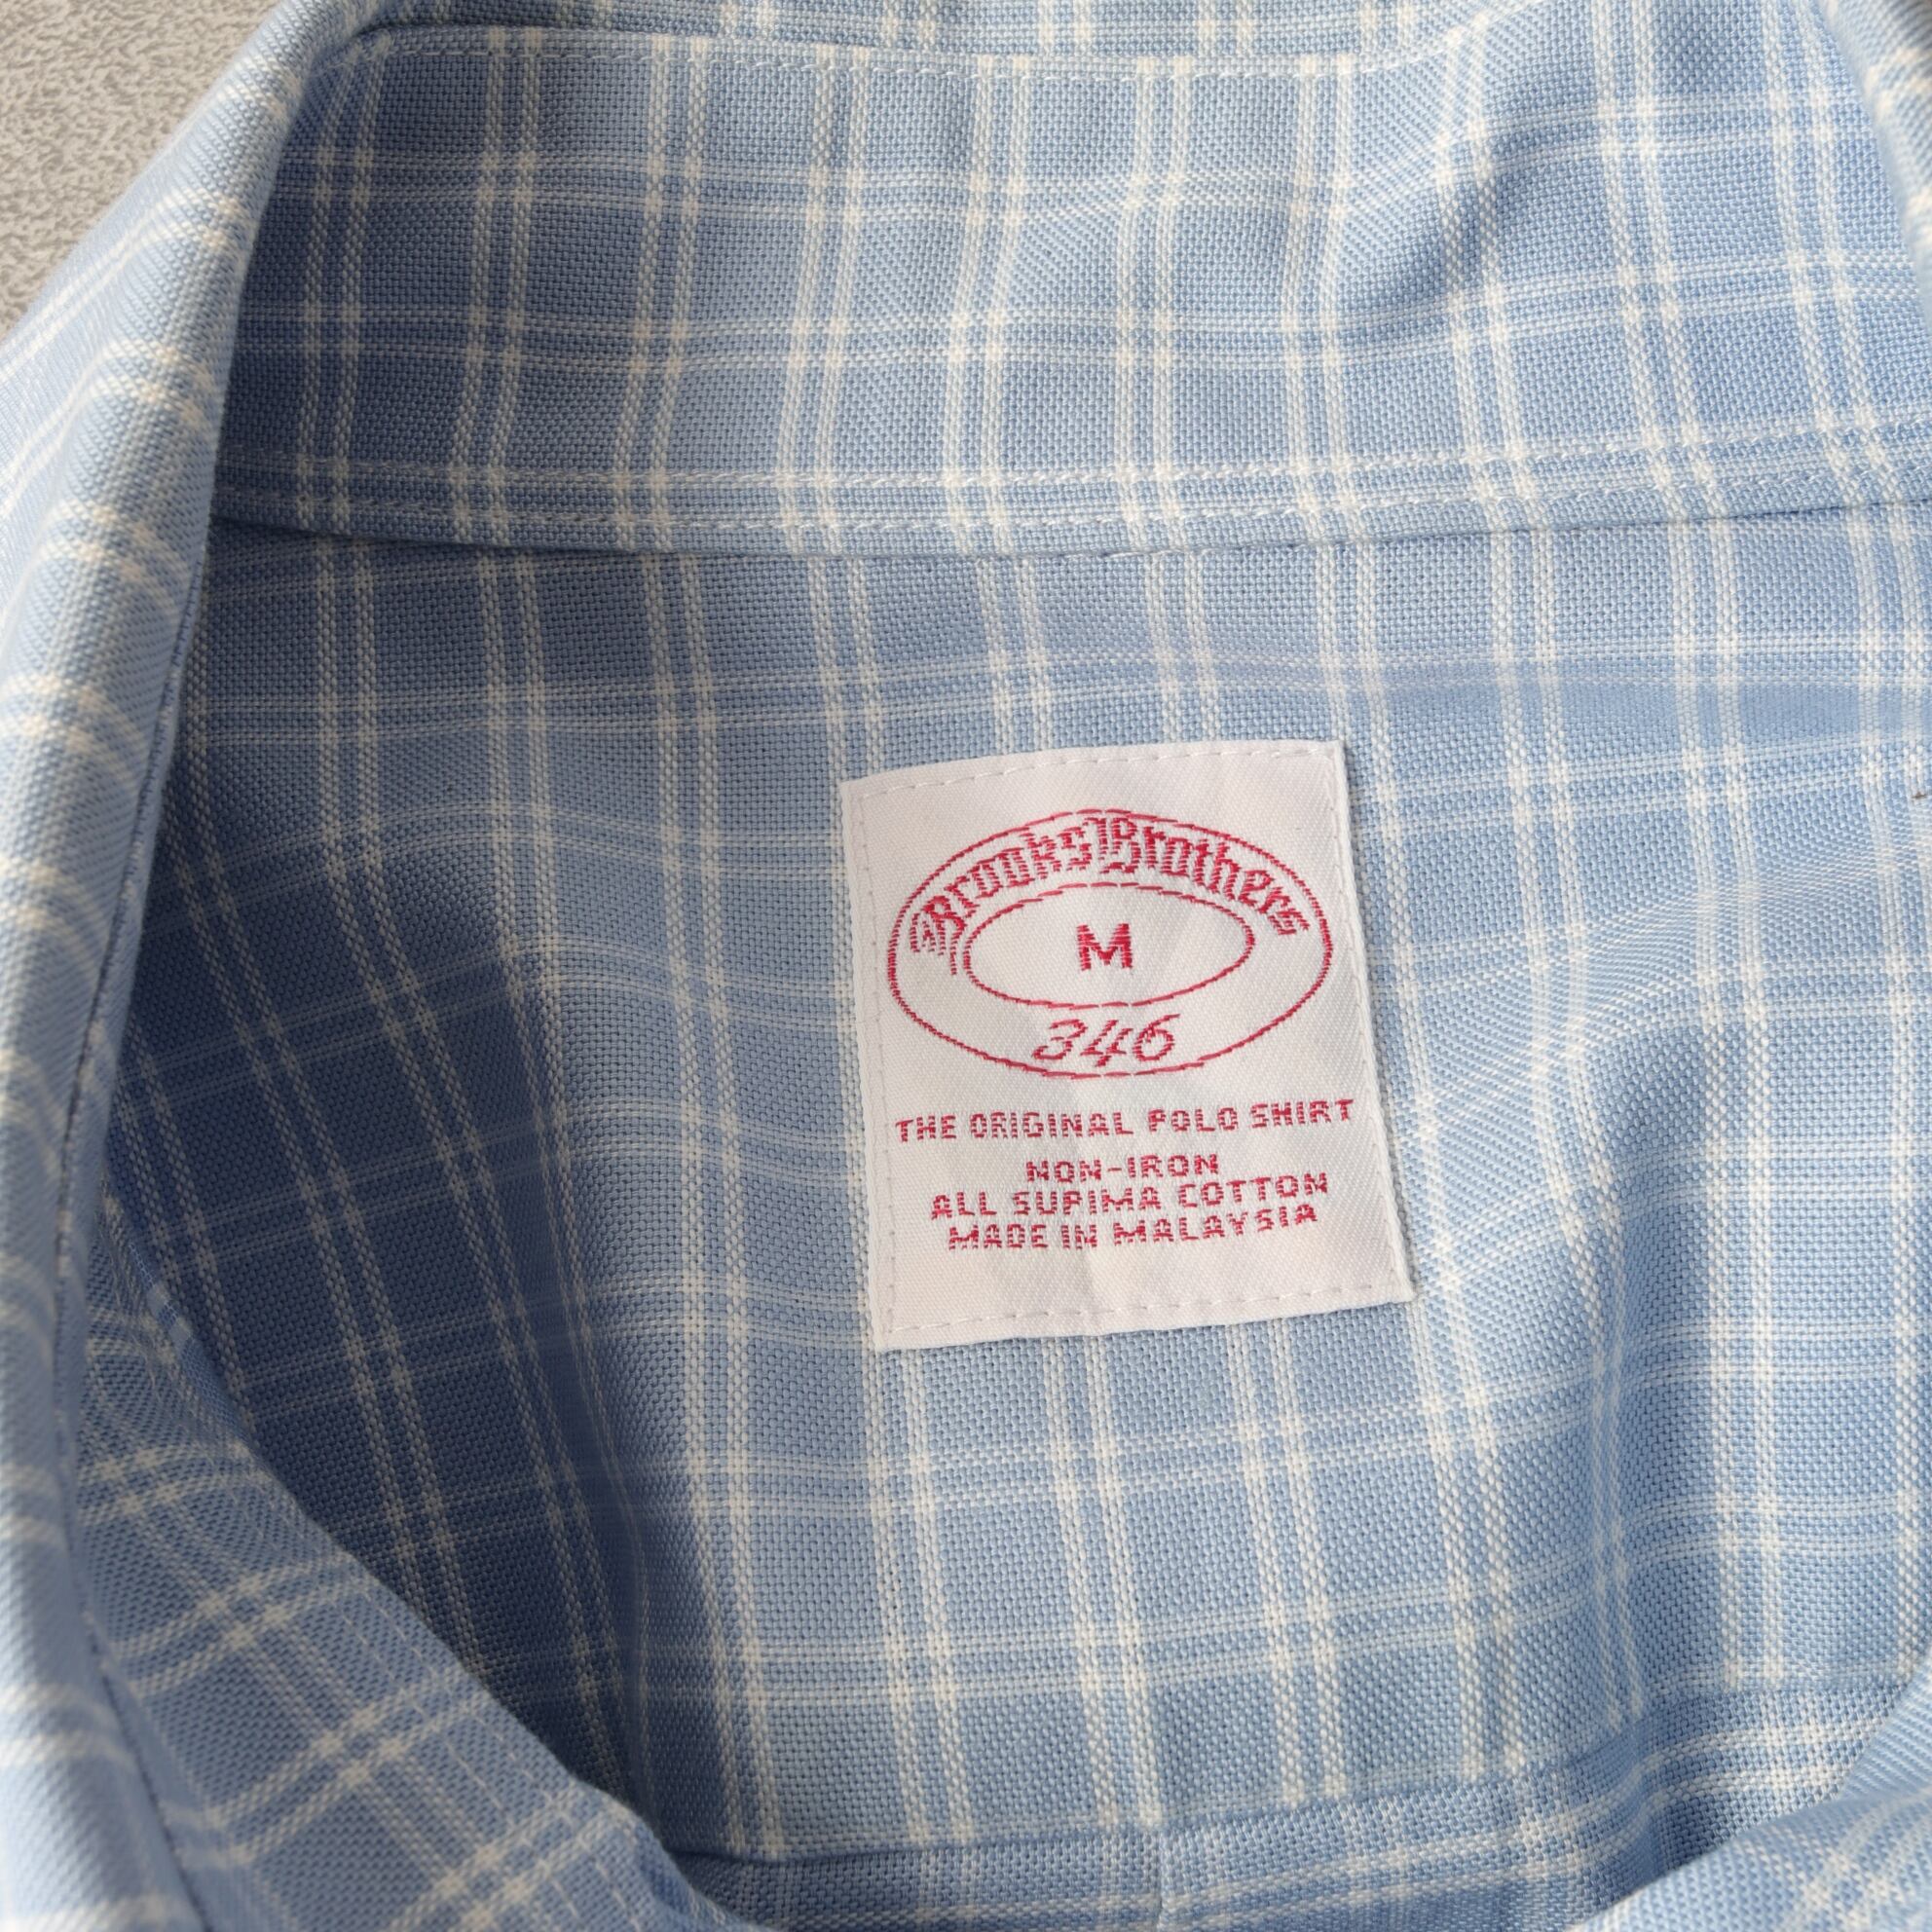 Brooks Brothers
M
346
THE ORIGINAL POLO SHIRT
NON-IRON
ALL SUPIMA COTTON
MADE IN MALAYSIA